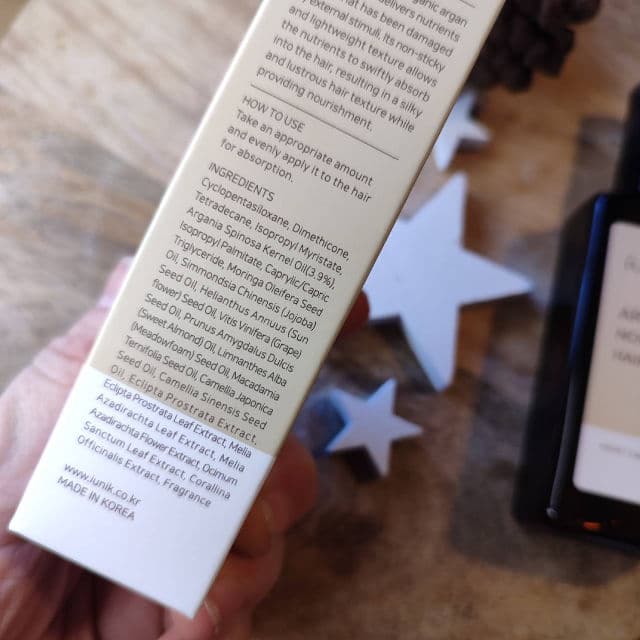 organic argan
delivers nutrients
that has been damaged
by external stimuli. Its non-sticky
and lightweight texture allows
the nutrients to swiftly absorb
into the hair, resulting in a silky
and lustrous hair texture while
providing nourishment.
HOW TO USE
Take an appropriate amount
and evenly apply it to the hair
for absorption.
INGREDIENTS
Cyclopentasiloxane, Dimethicone,
Tetradecane, Isopropyl Myristate,
Argania Spinosa Kernel Oil(3.9%),
Isopropyl Palmitate, Caprylic/Capric
Triglyceride, Moringa Oleifera Seed
Oil, Simmondsia Chinensis (Jojoba)
Seed Oil, Helianthus Annuus (Sun
flower) Seed Oil, Vitis Vinifera (Grape)
Seed Oil, Prunus Amygdalus Dulcis
(Sweet Almond) Oil, Limnanthes Alba
(Meadowfoam) Seed Oil, Macadamia
Ternifolia Seed Oil, Camellia Japonica
Seed Oil, Camellia Sinensis Seed
Oil, Eclipta Prostrata Extract,
Eclipta Prostrata Leaf Extract, Melia
Azadirachta Leaf Extract, Melia
Azadirachta Flower Extract, Ocimum
Sanctum Leaf Extract, Corallina
Officinalis Extract, Fragrance
www.iunik.co.kr
MADE IN KOREA